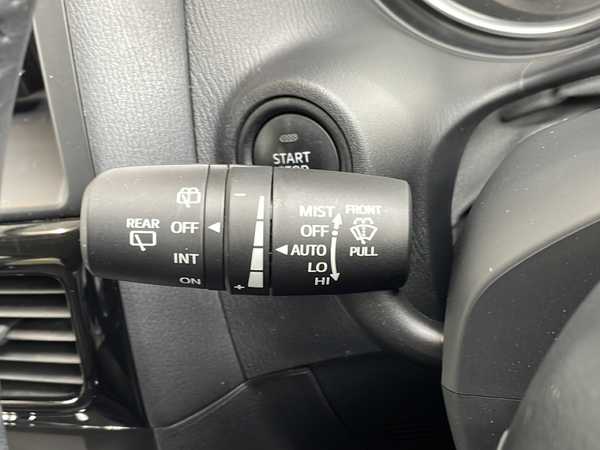 START
REAR
OFF
INT
ON
−
+
MIST
OFF
AUTO
LO
HI
FRONT
PULL